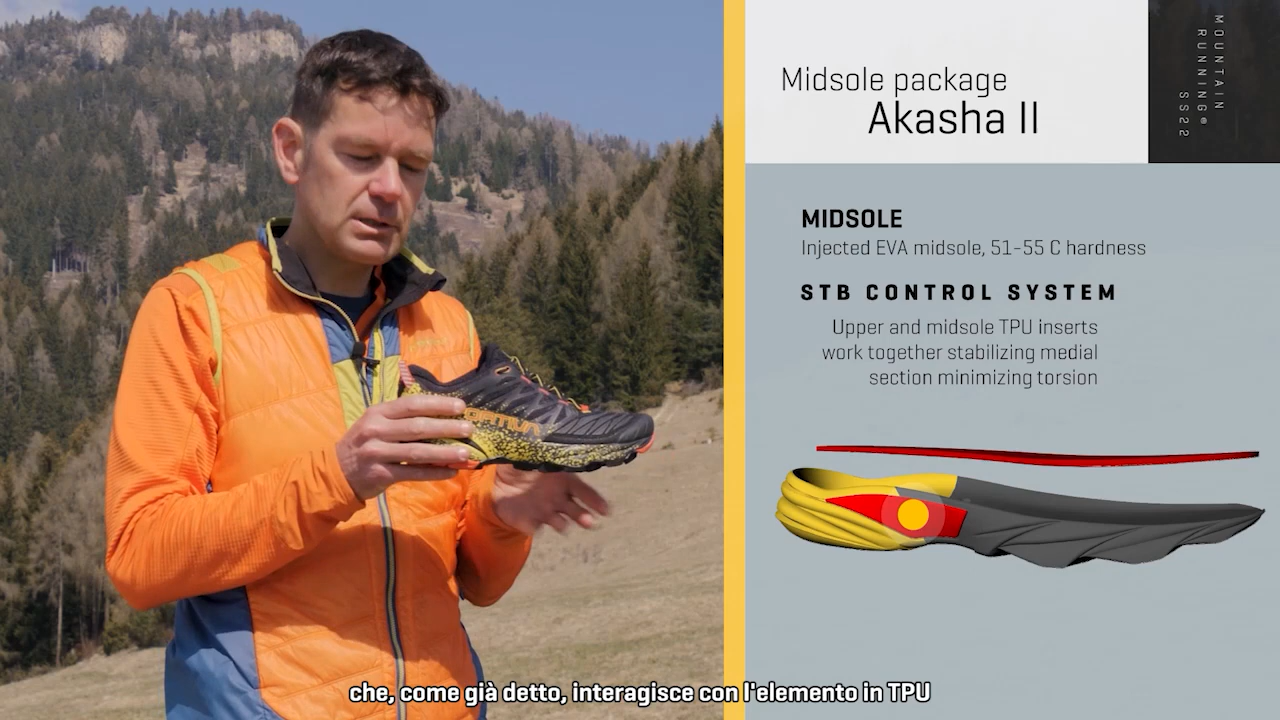 Midsole package
Akasha II
MOUNTAIN
RUNNING®
SS22
MIDSOLE
Injected EVA midsole, 51-55 C hardness
STB CONTROL SYSTEM
Upper and midsole TPU inserts
work together stabilizing medial
section minimizing torsion
che, come già detto, interagisce con l'elemento in TPU